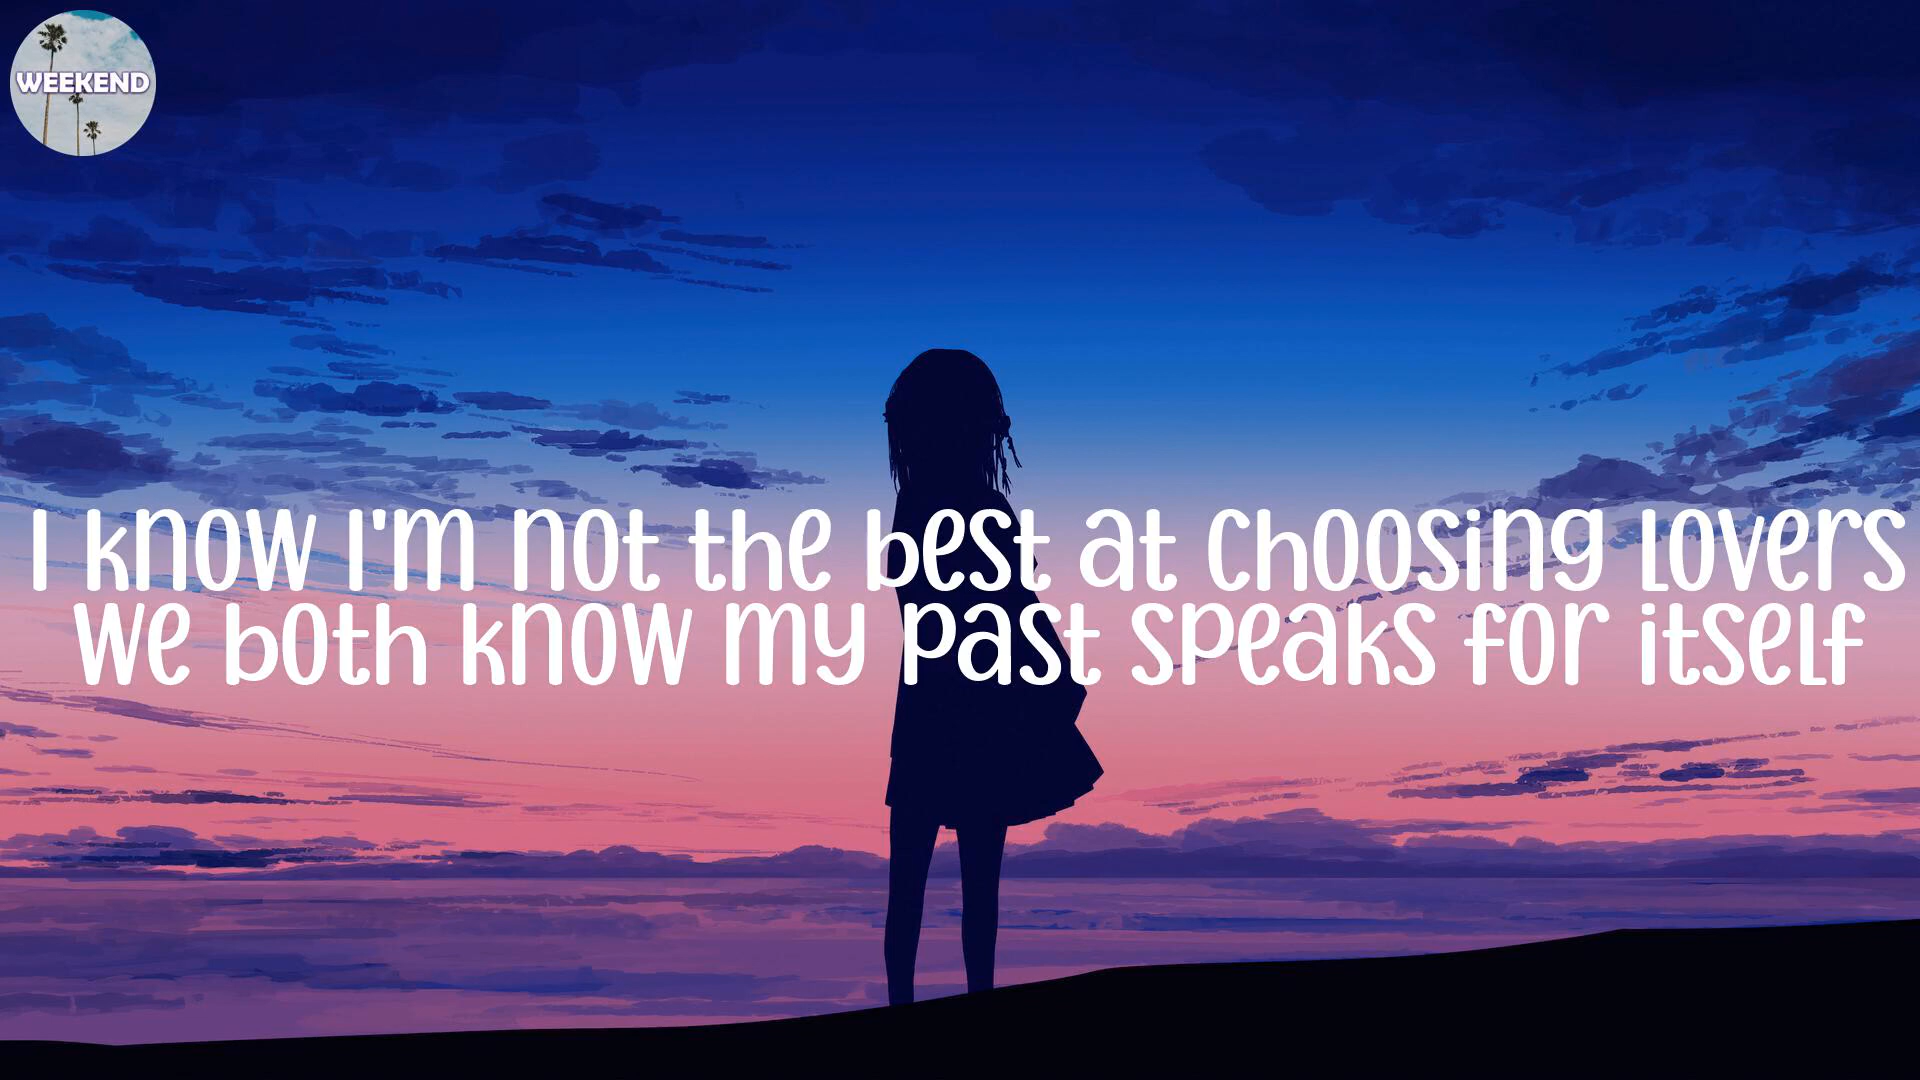 WEEKEND
I know I'm not the best at choosing lovers
We both know my past speaks for itself